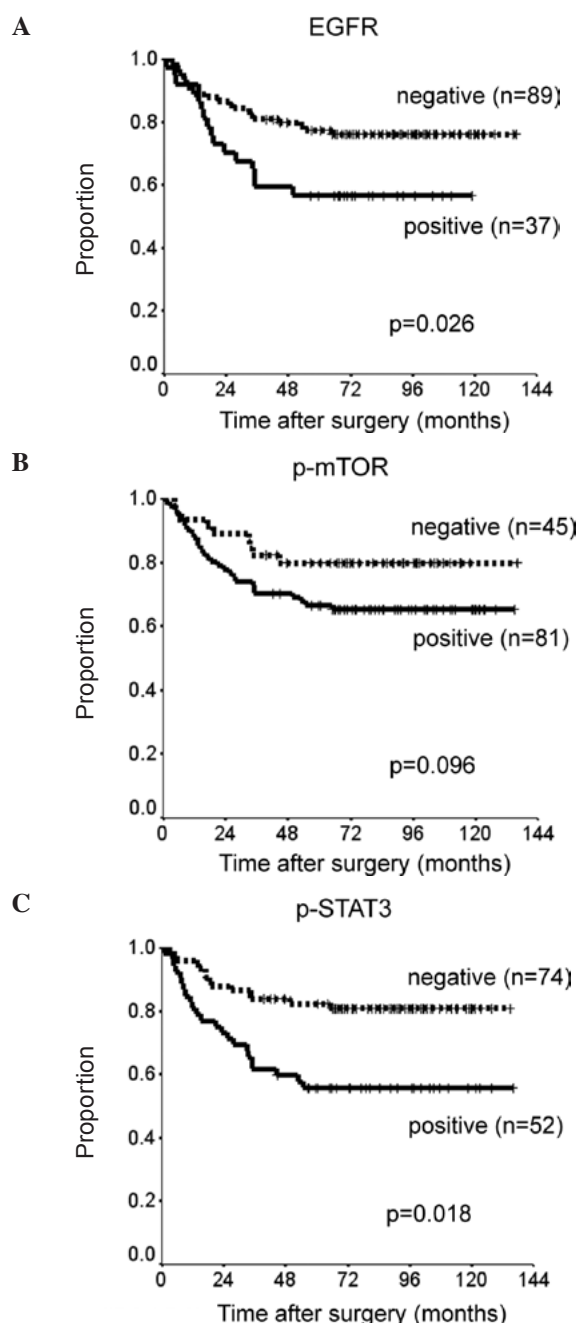 A
EGFR
1.0
0.8
0.6
0.4
0.2
0.0
Proportion
negative (n=89)
positive (n=37)
p=0.026
0 24 48 72 96 120 144
Time after surgery (months)
B
p-mTOR
1.0
0.8
0.6
0.4
0.2
0.0
Proportion
negative (n=45)
positive (n=81)
p=0.096
0 24 48 72 96 120 144
Time after surgery (months)
C
p-STAT3
1.0
0.8
0.6
0.4
0.2
0.0
Proportion
negative (n=74)
positive (n=52)
p=0.018
0 24 48 72 96 120 144
Time after surgery (months)